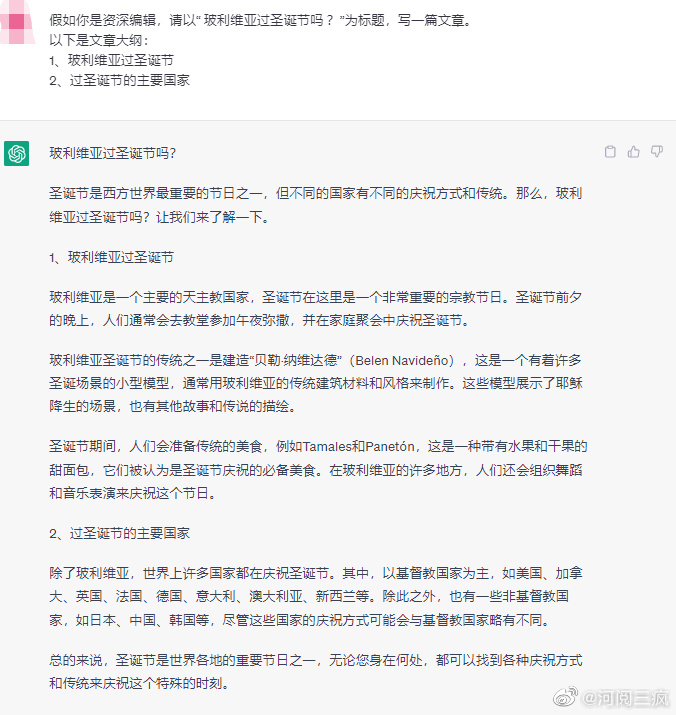 假如你是资深编辑，请以“ 玻利维亚过圣诞节吗？”为标题，写一篇文章。
以下是文章大纲：
1、玻利维亚过圣诞节
2、过圣诞节的主要国家
玻利维亚过圣诞节吗？
圣诞节是西方世界最重要的节日之一，但不同的国家有不同的庆祝方式和传统。那么，玻利
维亚过圣诞节吗？让我们来了解一下。
1、玻利维亚过圣诞节
玻利维亚是一个主要的天主教国家，圣诞节在这里是一个非常重要的宗教节日。圣诞节前夕
的晚上，人们通常会去教堂参加午夜弥撒，并在家庭聚会中庆祝圣诞节。
玻利维亚圣诞节的传统之一是建造“贝勒·纳维达德”（Belen Navideño），这是一个有着许多
圣诞场景的小型模型，通常用玻利维亚的传统建筑材料和风格来制作。这些模型展示了耶稣
降生的场景，也有其他故事和传说的描绘。
圣诞节期间，人们会准备传统的美食，例如Tamales和Panetón，这是一种带有水果和干果的
甜面包，它们被认为是圣诞节庆祝的必备美食。在玻利维亚的许多地方，人们还会组织舞蹈
和音乐表演来庆祝这个节日。
2、过圣诞节的主要国家
除了玻利维亚，世界上许多国家都在庆祝圣诞节。其中，以基督教国家为主，如美国、加拿
大、英国、法国、德国、意大利、澳大利亚、新西兰等。除此之外，也有一些非基督教国
家，如日本、中国、韩国等，尽管这些国家的庆祝方式可能会与基督教国家略有不同。
总的来说，圣诞节是世界各地的重要节日之一，无论您身在何处，都可以找到各种庆祝方式
和传统来庆祝这个特殊的时刻。
@河阅三疯